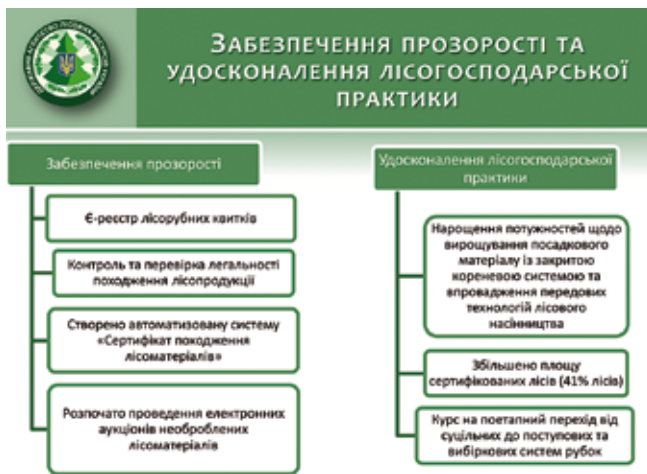 ЗАБЕЗПЕЧЕННЯ ПРОЗОРОСТІ ТА
УДОСКОНАЛЕННЯ ЛІСОГОСПОДАРСЬКОЇ
ПРАКТИКИ
Забезпечення прозорості
Є-реєстр лісорубних квитків
Контроль та перевірка легальності
походження лісопродукції
Створено автоматизовану систему
«Сертифікат походження
лісоматеріалів»
Розпочато проведення електронних
аукціонів необроблених
лісоматеріалів
Удосконалення лісогосподарської
практики
Нарощення потужностей щодо
вирощування посадкового
матеріалу із закритою
кореневою системою та
впровадження передових
технологій лісового
насінництва
Збільшено площу
сертифікованих лісів (41% лісів)
Курс на поетапний перехід від
суцільних до поступових та
вибіркових систем рубок